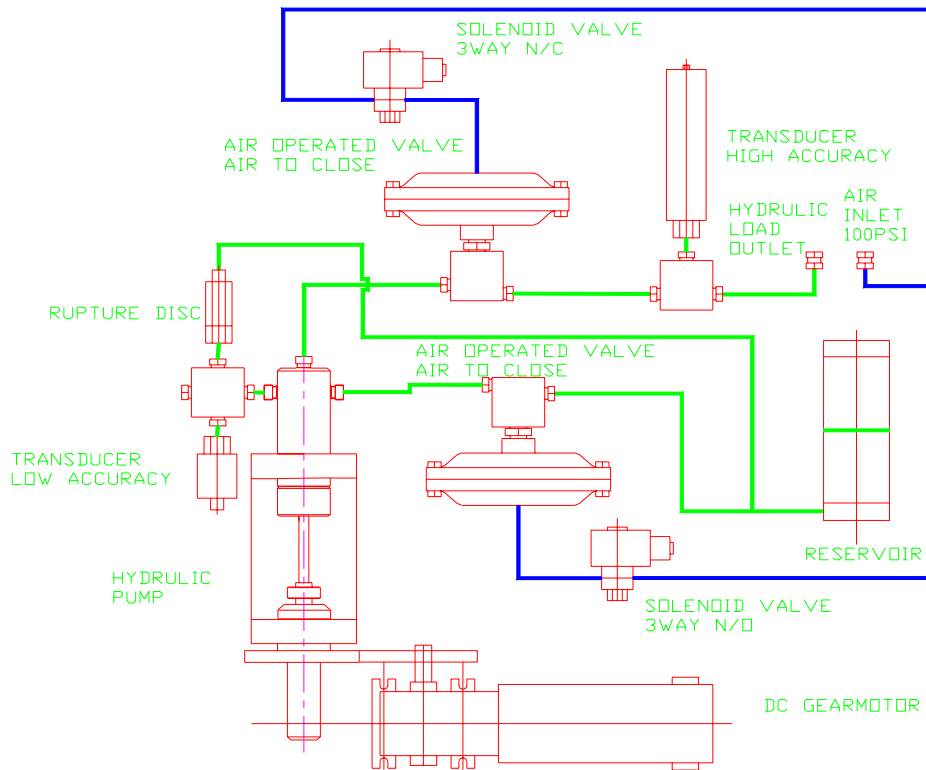 SOLENOID VALVE
3WAY N/C
AIR OPERATED VALVE
AIR TO CLOSE
TRANSDUCER
HIGH ACCURACY
HYDRULIC
LOAD
OUTLET
AIR
INLET
100PSI
RUPTURE DISC
AIR OPERATED VALVE
AIR TO CLOSE
TRANSDUCER
LOW ACCURACY
RESERVOIR
HYDRULIC
PUMP
SOLENOID VALVE
3WAY N/O
DC GEARMOTOR